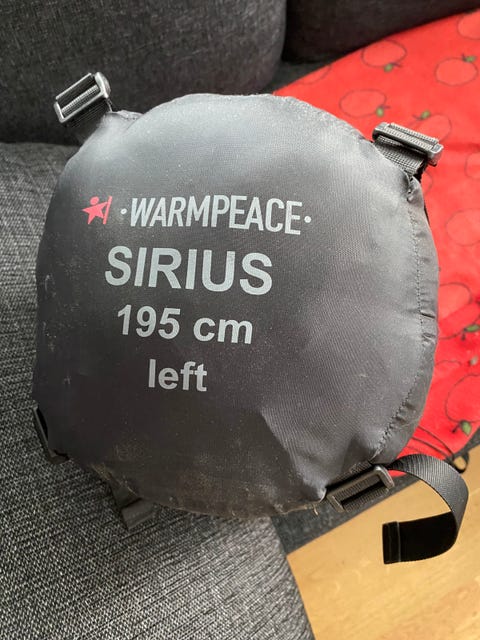 ·WARMPEACE·
SIRIUS
195 cm
left